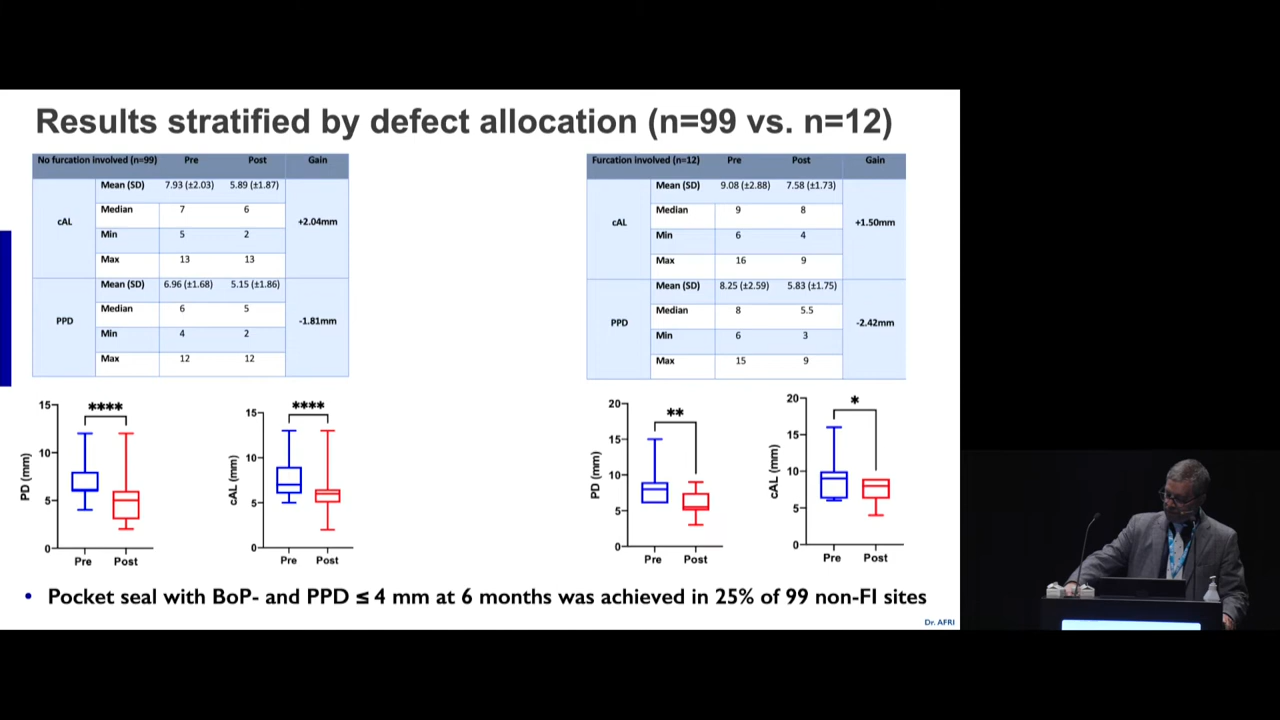 Results stratified by defect allocation (n=99 vs. n=12)
No furcation involved (n=99) Pre Post Gain
cAL Mean (SD) 7.93 (±2.03) 5.89 (±1.87) +2.04mm
Median 7 6
Min 5 2
Max 13 13
PPD Mean (SD) 6.96 (±1.68) 5.15 (±1.86) -1.81mm
Median 6 5
Min 4 2
Max 12 12
Furcation involved (n=12) Pre Post Gain
cAL Mean (SD) 9.08 (±2.88) 7.58 (±1.73) +1.50mm
Median 9 8
Min 6 4
Max 16 9
PPD Mean (SD) 8.25 (±2.59) 5.83 (±1.75) -2.42mm
Median 8 5.5
Min 6 3
Max 15 9
PD (mm)
15
10
5
0
****
Pre Post
cAL (mm)
15
10
5
0
****
Pre Post
PD (mm)
20
15
10
5
0
**
Pre Post
cAL (mm)
20
15
10
5
0
*
Pre Post
• Pocket seal with BoP- and PPD ≤ 4 mm at 6 months was achieved in 25% of 99 non-FI sites
Dr. AFRI